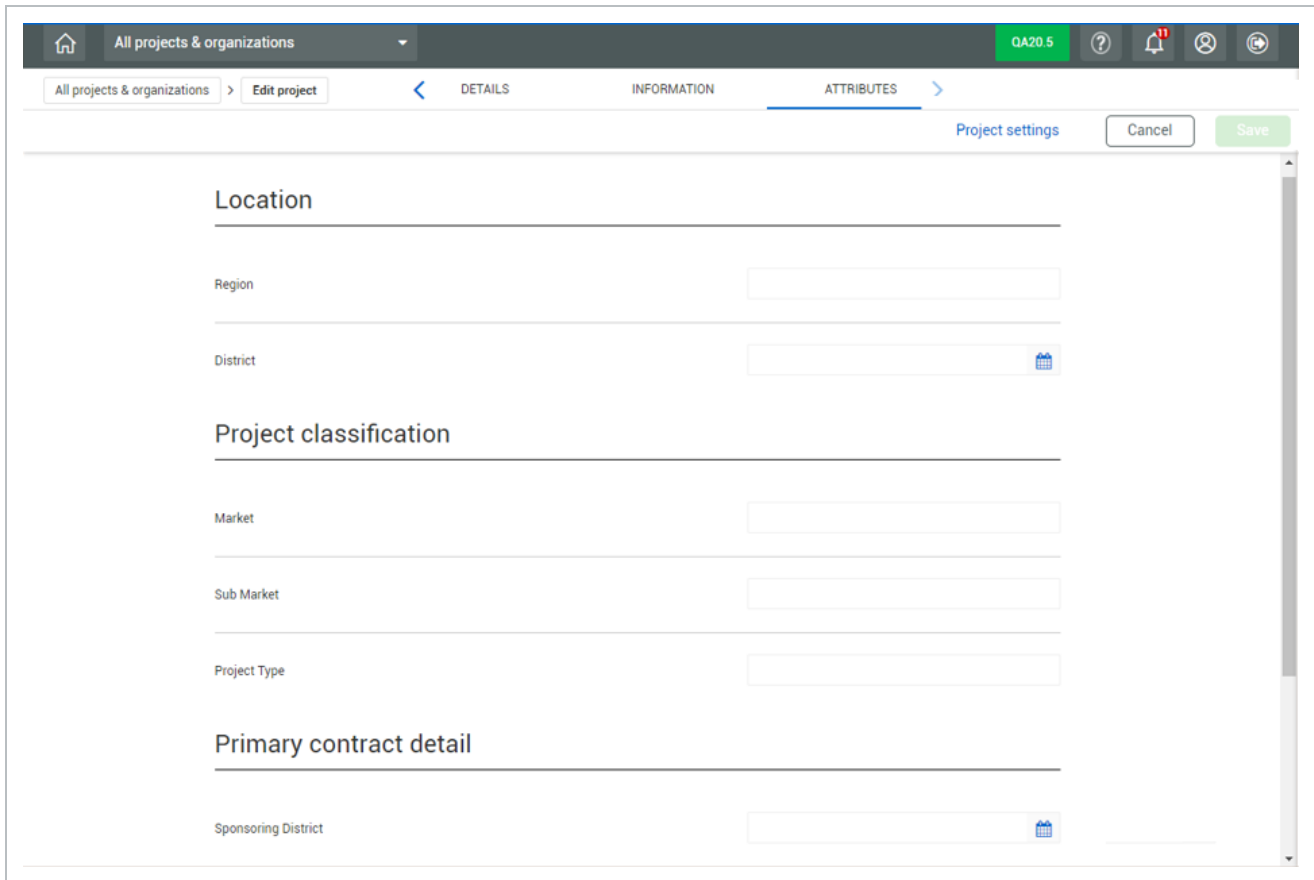 All projects & organizations QA20.5 ? 11
All projects & organizations > Edit project DETAILS INFORMATION ATTRIBUTES
Project settings Cancel Save
Location
Region
District
Project classification
Market
Sub Market
Project Type
Primary contract detail
Sponsoring District